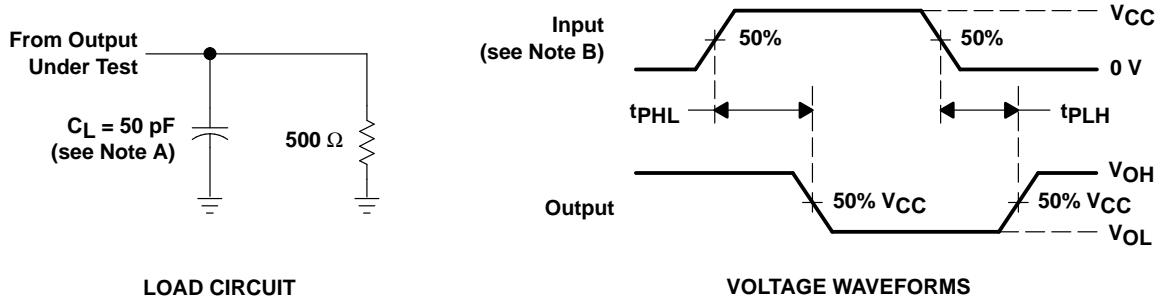 From Output
Under Test
CL = 50 pF
(see Note A)
500 Ω
LOAD CIRCUIT
Input
(see Note B)
50%
50%
VCC
0 V
tPHL
tPLH
Output
50% VCC
50% VCC
VOH
VOL
VOLTAGE WAVEFORMS